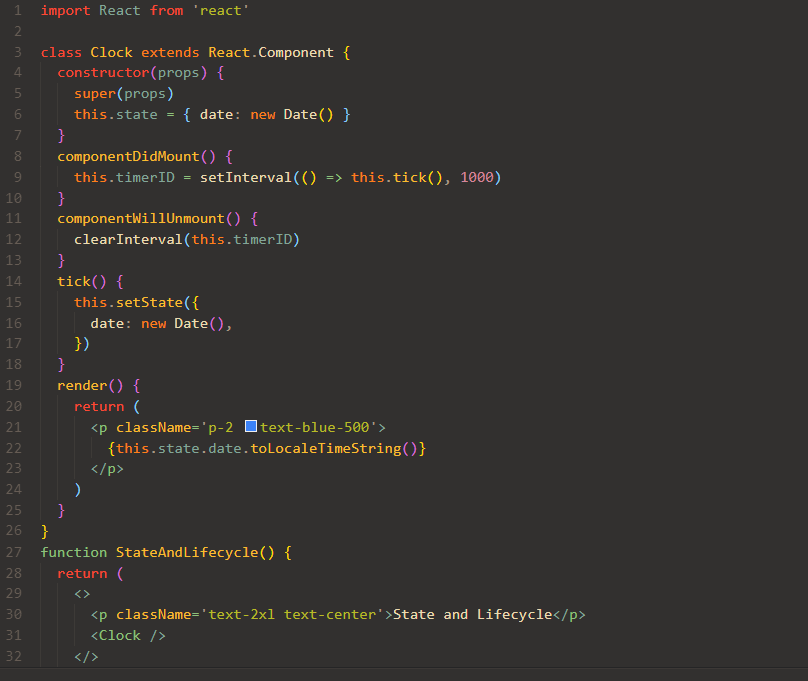 1 import React from 'react'
2
3 class Clock extends React.Component {
4   constructor(props) {
5     super(props)
6     this.state = { date: new Date() }
7   }
8   componentDidMount() {
9     this.timerID = setInterval(() => this.tick(), 1000)
10   }
11   componentWillUnmount() {
12     clearInterval(this.timerID)
13   }
14   tick() {
15     this.setState({
16       date: new Date(),
17     })
18   }
19   render() {
20     return (
21       <p className='p-2 text-blue-500'>
22         {this.state.date.toLocaleTimeString()}
23       </p>
24     )
25   }
26 }
27 function StateAndLifecycle() {
28   return (
29     <>
30       <p className='text-2xl text-center'>State and Lifecycle</p>
31       <Clock />
32     </>